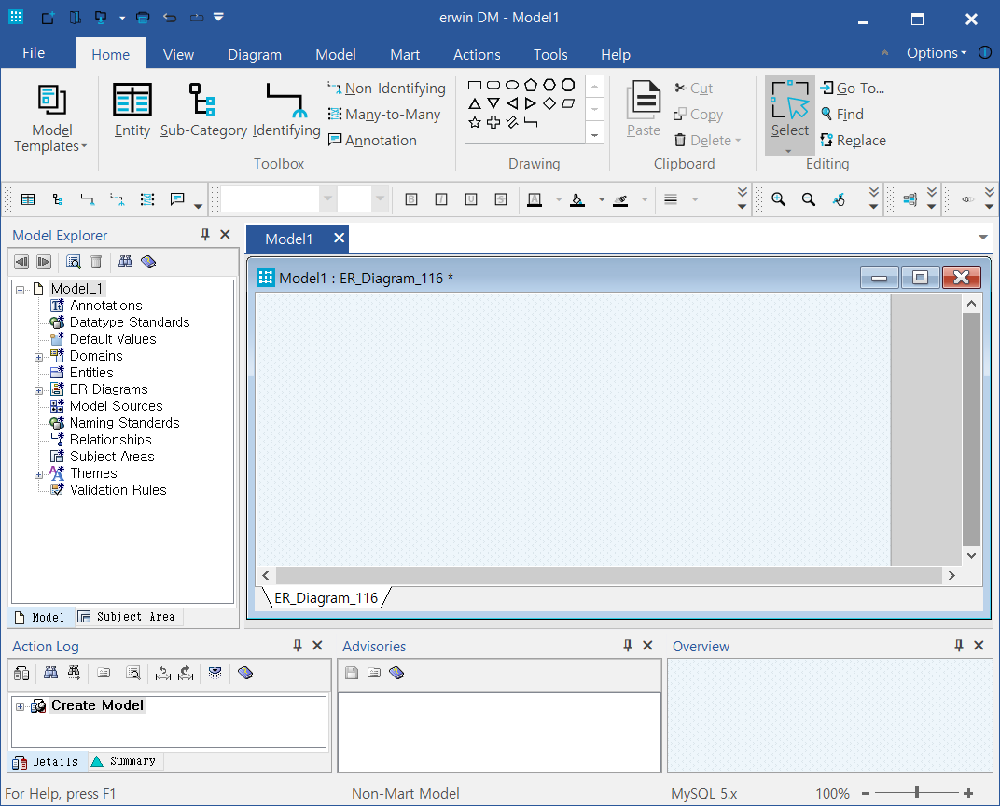 erwin DM - Model1
File Home View Diagram Model Mart Actions Tools Help Options
Model Templates
Entity Sub-Category Identifying
Non-Identifying
Many-to-Many
Annotation
Toolbox
Drawing
Paste
Cut
Copy
Delete
Clipboard
Select
Go To...
Find
Replace
Editing
B I U S A
Model Explorer
Model_1
Annotations
Datatype Standards
Default Values
Domains
Entities
ER Diagrams
Model Sources
Naming Standards
Relationships
Subject Areas
Themes
Validation Rules
Model Subject Area
Model1
Model1 : ER_Diagram_116 *
ER_Diagram_116
Action Log
Create Model
Details Summary
Advisories
Overview
For Help, press F1 Non-Mart Model MySQL 5.x 100%